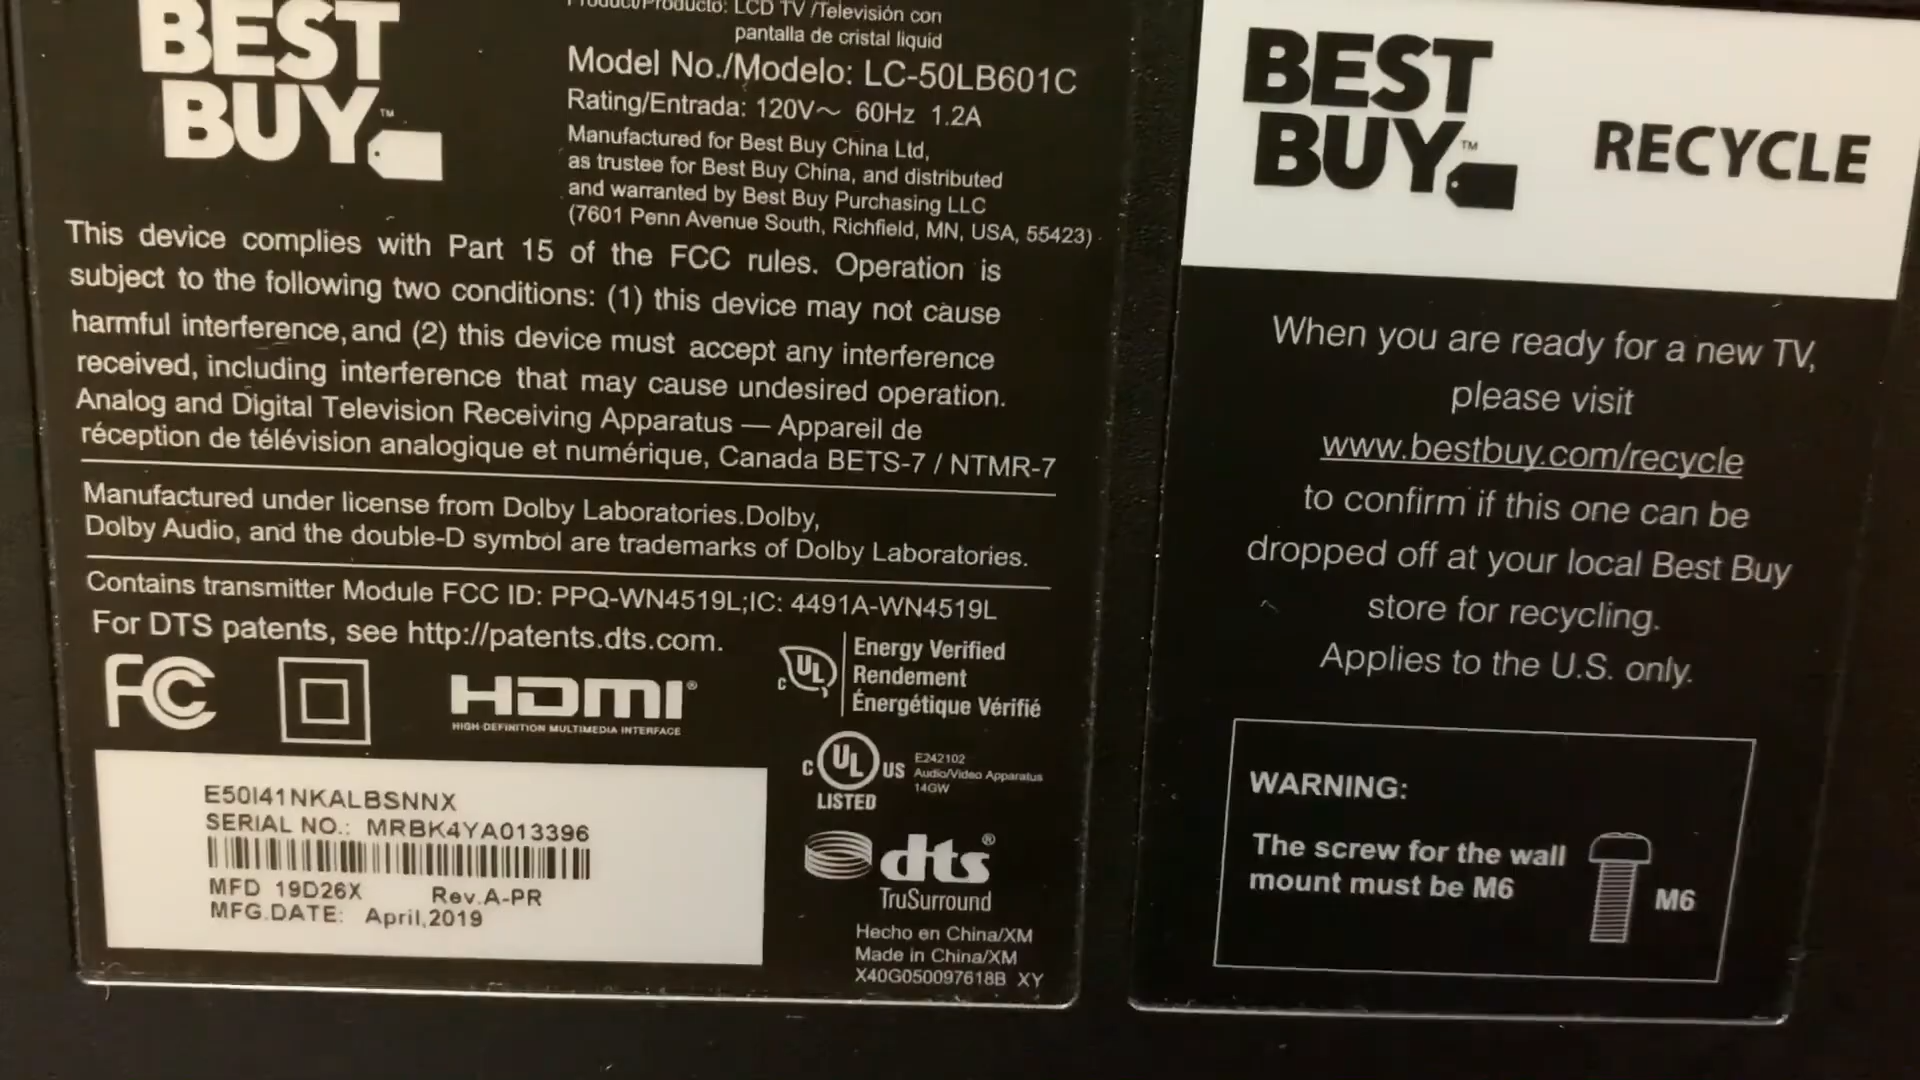 BEST
BUY™
Product/Producto: LCD TV /Televisión con
pantalla de cristal liquid
Model No./Modelo: LC-50LB601C
Rating/Entrada: 120V～ 60Hz 1.2A
Manufactured for Best Buy China Ltd,
as trustee for Best Buy China, and distributed
and warranted by Best Buy Purchasing LLC
(7601 Penn Avenue South, Richfield, MN, USA, 55423)
This device complies with Part 15 of the FCC rules. Operation is
subject to the following two conditions: (1) this device may not cause
harmful interference,and (2) this device must accept any interference
received, including interference that may cause undesired operation.
Analog and Digital Television Receiving Apparatus — Appareil de
réception de télévision analogique et numérique, Canada BETS-7 / NTMR-7
Manufactured under license from Dolby Laboratories.Dolby,
Dolby Audio, and the double-D symbol are trademarks of Dolby Laboratories.
Contains transmitter Module FCC ID: PPQ-WN4519L;IC: 4491A-WN4519L
For DTS patents, see http://patents.dts.com.
FC
HDMI®
HIGH-DEFINITION MULTIMEDIA INTERFACE
c UL
Energy Verified
Rendement
Énergétique Vérifié
c UL US
LISTED
E242102
Audio/Video Apparatus
14GW
E50I41NKALBSNNX
SERIAL NO.: MRBK4YA013396
MFD 19D26X Rev.A-PR
MFG.DATE: April,2019
dts®
TruSurround
Hecho en China/XM
Made in China/XM
X40G050097618B XY
BEST
BUY™
RECYCLE
When you are ready for a new TV,
please visit
www.bestbuy.com/recycle
to confirm if this one can be
dropped off at your local Best Buy
store for recycling.
Applies to the U.S. only.
WARNING:
The screw for the wall
mount must be M6
M6